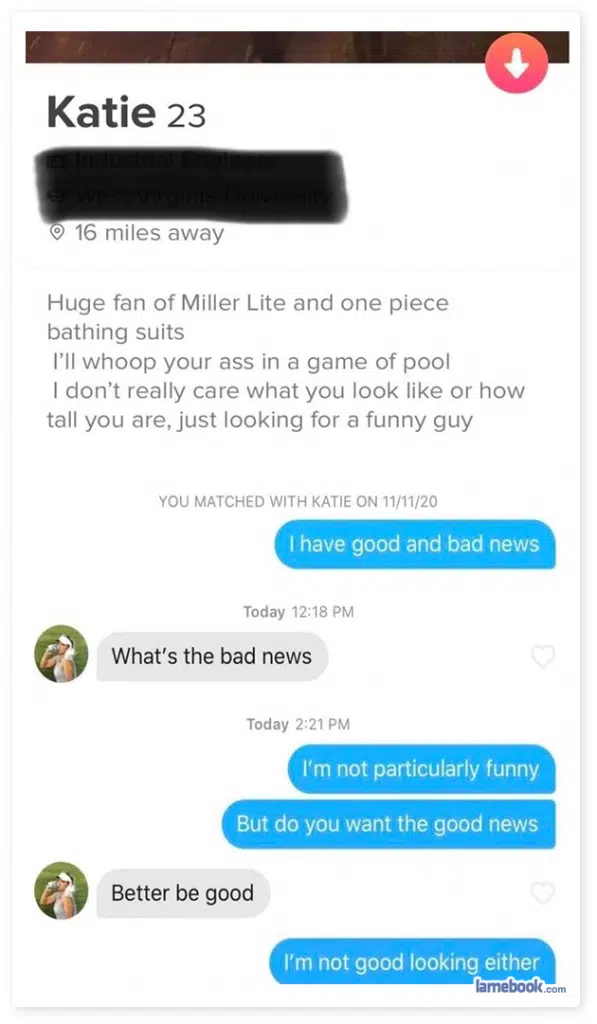 Katie 23
16 miles away
Huge fan of Miller Lite and one piece
bathing suits
I'll whoop your ass in a game of pool
I don't really care what you look like or how
tall you are, just looking for a funny guy
YOU MATCHED WITH KATIE ON 11/11/20
I have good and bad news
Today 12:18 PM
What's the bad news
Today 2:21 PM
I'm not particularly funny
But do you want the good news
Better be good
I'm not good looking either
lamebook.com